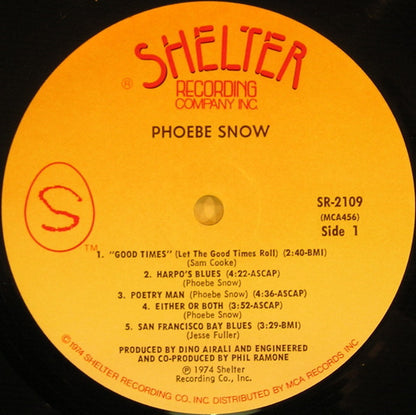 SHELTER
® RECORDING
COMPANY INC.
PHOEBE SNOW
S
TM
SR-2109
(MCA456)
Side 1
1. "GOOD TIMES" (Let The Good Times Roll) (2:40-BMI)
(Sam Cooke)
2. HARPO'S BLUES (4:22-ASCAP)
(Phoebe Snow)
3. POETRY MAN (Phoebe Snow) (4:36-ASCAP)
4. EITHER OR BOTH (3:52-ASCAP)
(Phoebe Snow)
5. SAN FRANCISCO BAY BLUES (3:29-BMI)
(Jesse Fuller)
PRODUCED BY DINO AIRALI AND ENGINEERED
AND CO-PRODUCED BY PHIL RAMONE
℗ 1974 Shelter
Recording Co., Inc.
©1974 SHELTER RECORDING CO. INC. DISTRIBUTED BY MCA RECORDS INC.